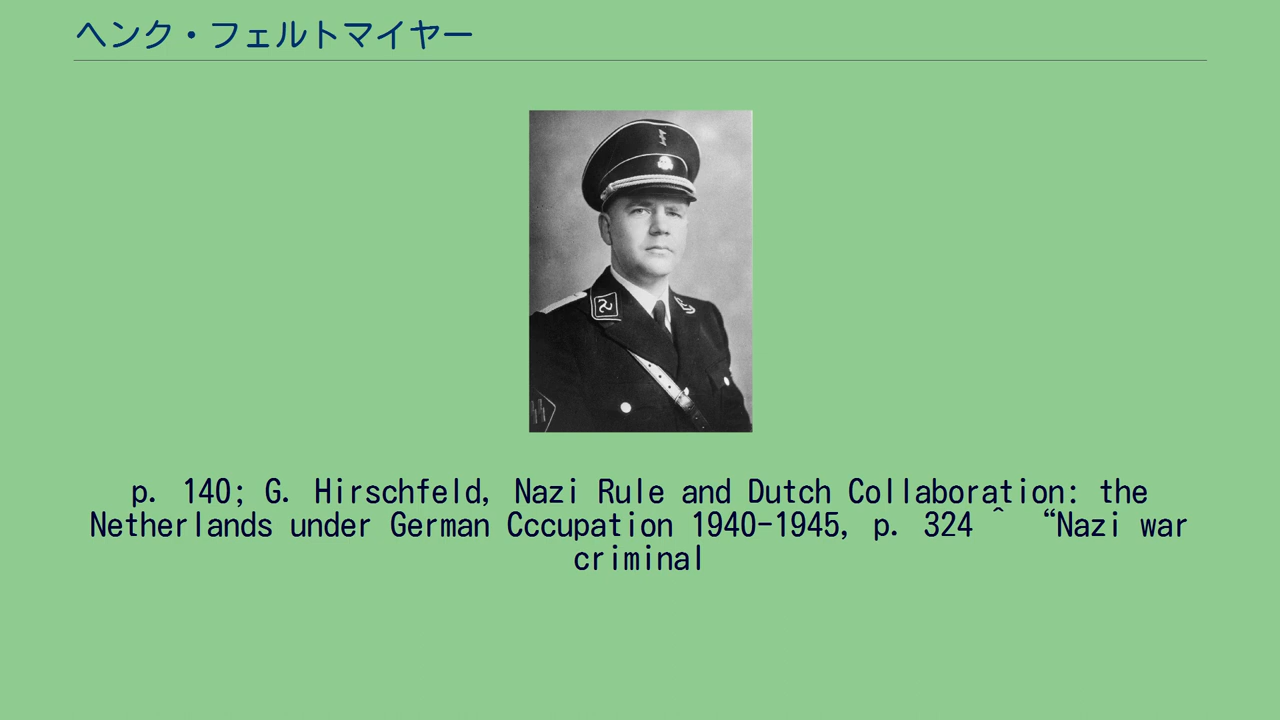 ヘンク・フェルトマイヤー
p. 140; G. Hirschfeld, Nazi Rule and Dutch Collaboration: the
Netherlands under German Cccupation 1940-1945, p. 324 ^ “Nazi war
criminal